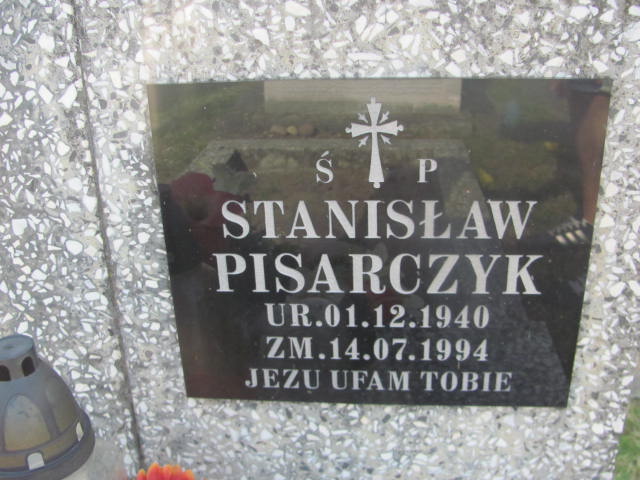 Ś P
STANISŁAW
PISARCZYK
UR.01.12.1940
ZM.14.07.1994
JEZU UFAM TOBIE